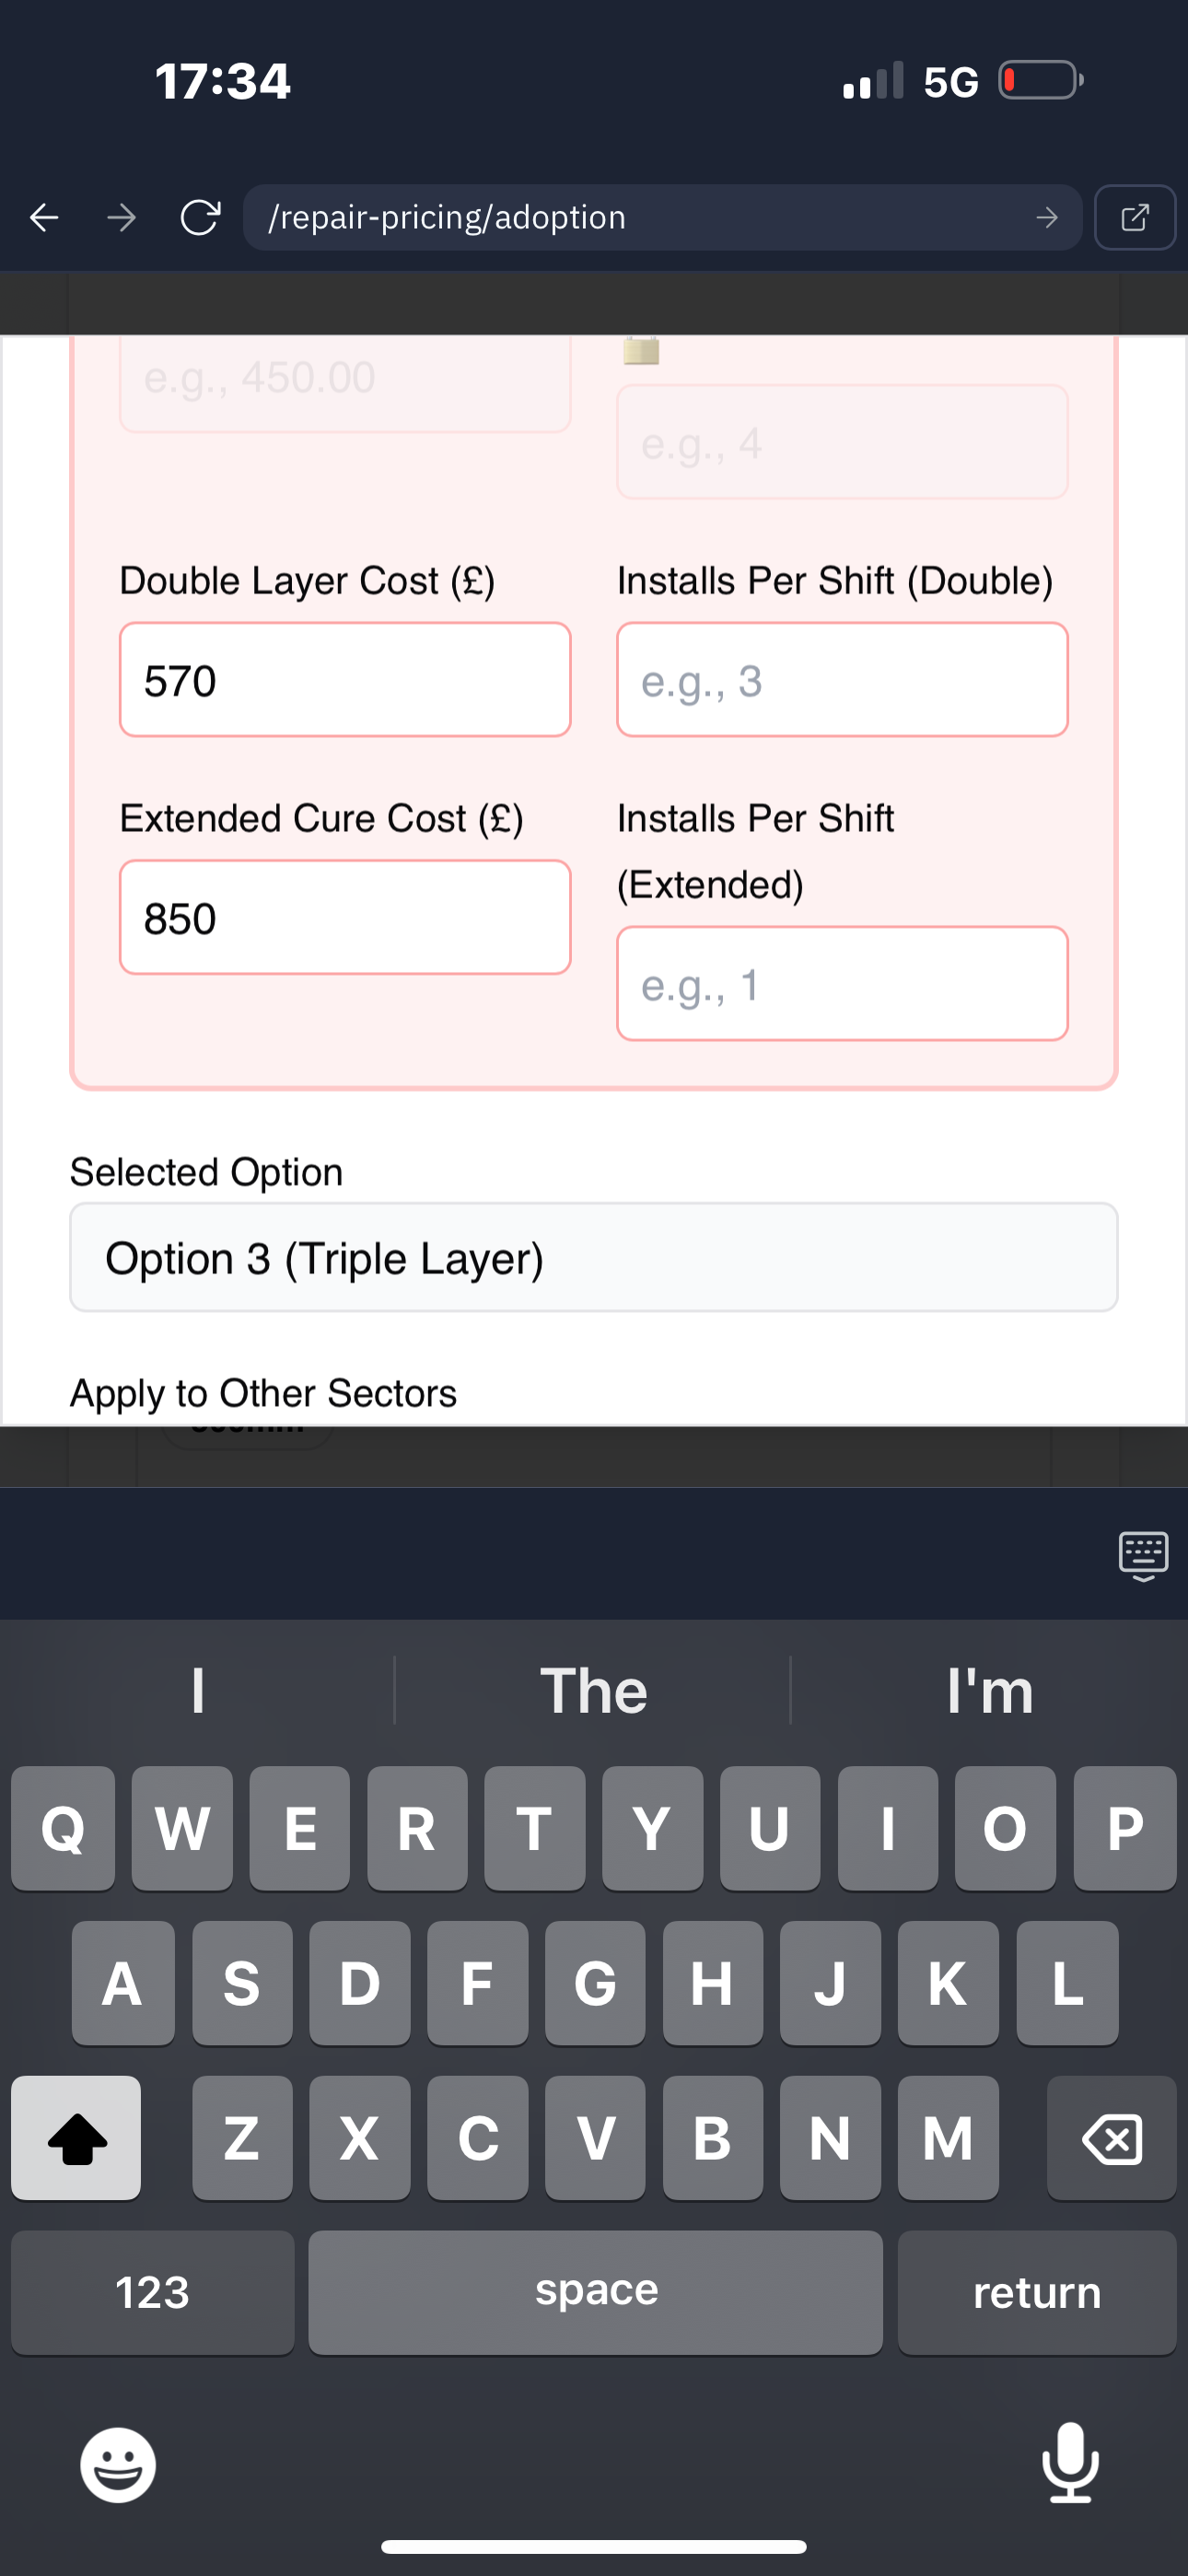 17:34
5G
/repair-pricing/adoption
e.g., 450.00
e.g., 4
Double Layer Cost (£)
Installs Per Shift (Double)
570
e.g., 3
Extended Cure Cost (£)
Installs Per Shift
(Extended)
850
e.g., 1
Selected Option
Option 3 (Triple Layer)
Apply to Other Sectors
I
The
I'm
Q W E R T Y U I O P
A S D F G H J K L
Z X C V B N M
123
space
return